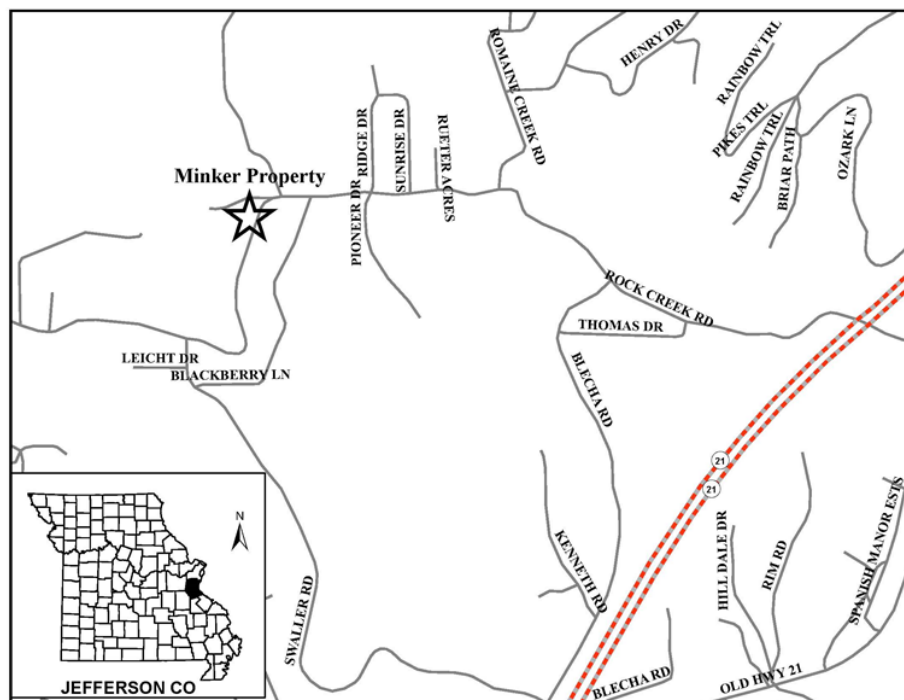 HENRY DR
RAINBOW TRL
ROMAINE CREEK RD
PIKES TRL
RAINBOW TRL
BRIAR PATH
OZARK LN
RIDGE DR
SUNRISE DR
RUETER ACRES
Minker Property
PIONEER DR
ROCK CREEK RD
THOMAS DR
LEICHT DR
BLACKBERRY LN
BLECHA RD
21
21
N
KENNETH RD
HILL DALE DR
RIM RD
SPANISH MANOR ESTS
SWALLER RD
BLECHA RD
OLD HWY 21
JEFFERSON CO